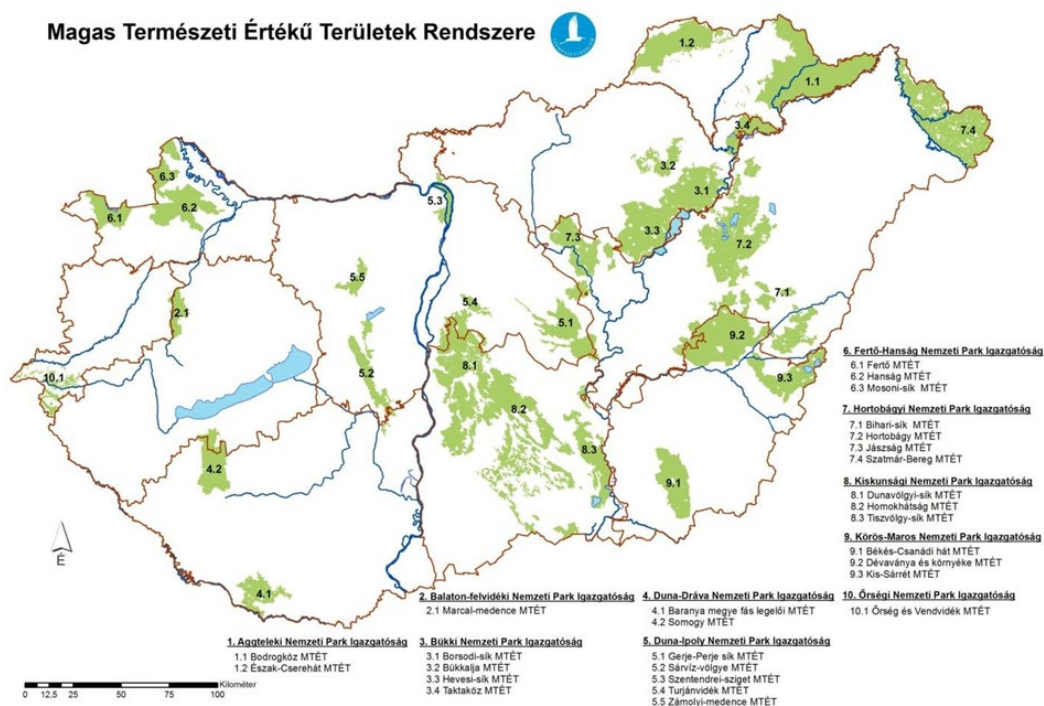 Magas Természeti Értékű Területek Rendszere
1.2
1.1
7.4
3.4
3.2
3.1
6.3
6.2
6.1
5.3
3.3
7.3
7.2
5.5
7.1
2.1
5.4
5.1
9.2
10.1
5.2
8.1
9.3
8.2
4.2
8.3
9.1
4.1
É
6. Fertő-Hanság Nemzeti Park Igazgatóság
6.1 Fertő MTÉT
6.2 Hanság MTÉT
6.3 Mosoni-sík MTÉT
7. Hortobágyi Nemzeti Park Igazgatóság
7.1 Bihari-sík MTÉT
7.2 Hortobágy MTÉT
7.3 Jászság MTÉT
7.4 Szatmár-Bereg MTÉT
8. Kiskunsági Nemzeti Park Igazgatóság
8.1 Dunavölgyi-sík MTÉT
8.2 Homokhátság MTÉT
8.3 Tiszvölgy-sík MTÉT
9. Körös-Maros Nemzeti Park Igazgatóság
9.1 Békés-Csanádi hát MTÉT
9.2 Dévaványa és környéke MTÉT
9.3 Kis-Sárrét MTÉT
10. Őrségi Nemzeti Park Igazgatóság
10.1 Őrség és Vendvidék MTÉT
2. Balaton-felvidéki Nemzeti Park Igazgatóság
2.1 Marcal-medence MTÉT
4. Duna-Dráva Nemzeti Park Igazgatóság
4.1 Baranya megye fás legelői MTÉT
4.2 Somogy MTÉT
1. Aggteleki Nemzeti Park Igazgatóság
1.1 Bodrogköz MTÉT
1.2 Észak-Cserehát MTÉT
3. Bükki Nemzeti Park Igazgatóság
3.1 Borsodi-sík MTÉT
3.2 Bükkalja MTÉT
3.3 Hevesi-sík MTÉT
3.4 Taktaköz MTÉT
5. Duna-Ipoly Nemzeti Park Igazgatóság
5.1 Gerje-Perje sík MTÉT
5.2 Sárvíz-völgye MTÉT
5.3 Szentendrei-sziget MTÉT
5.4 Turjánvidék MTÉT
5.5 Zámolyi-medence MTÉT
Kilométer
0 12,5 25 50 75 100